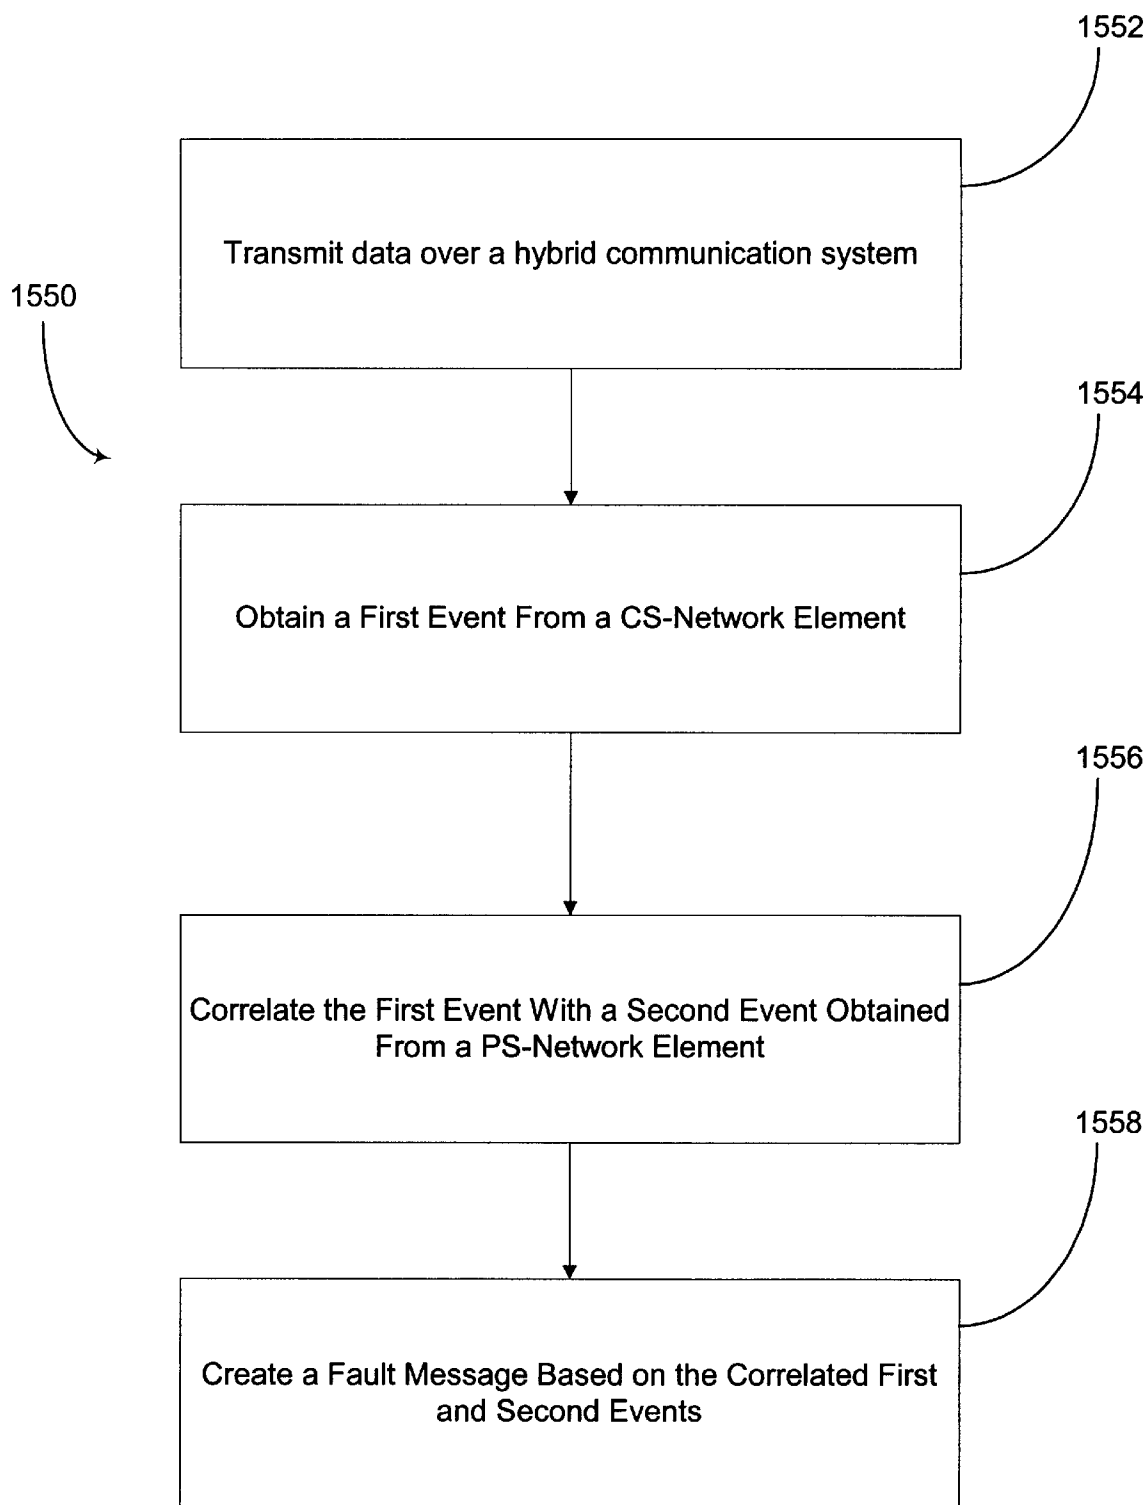 1552
Transmit data over a hybrid communication system
1550
1554
Obtain a First Event From a CS-Network Element
1556
Correlate the First Event With a Second Event Obtained
From a PS-Network Element
1558
Create a Fault Message Based on the Correlated First
and Second Events